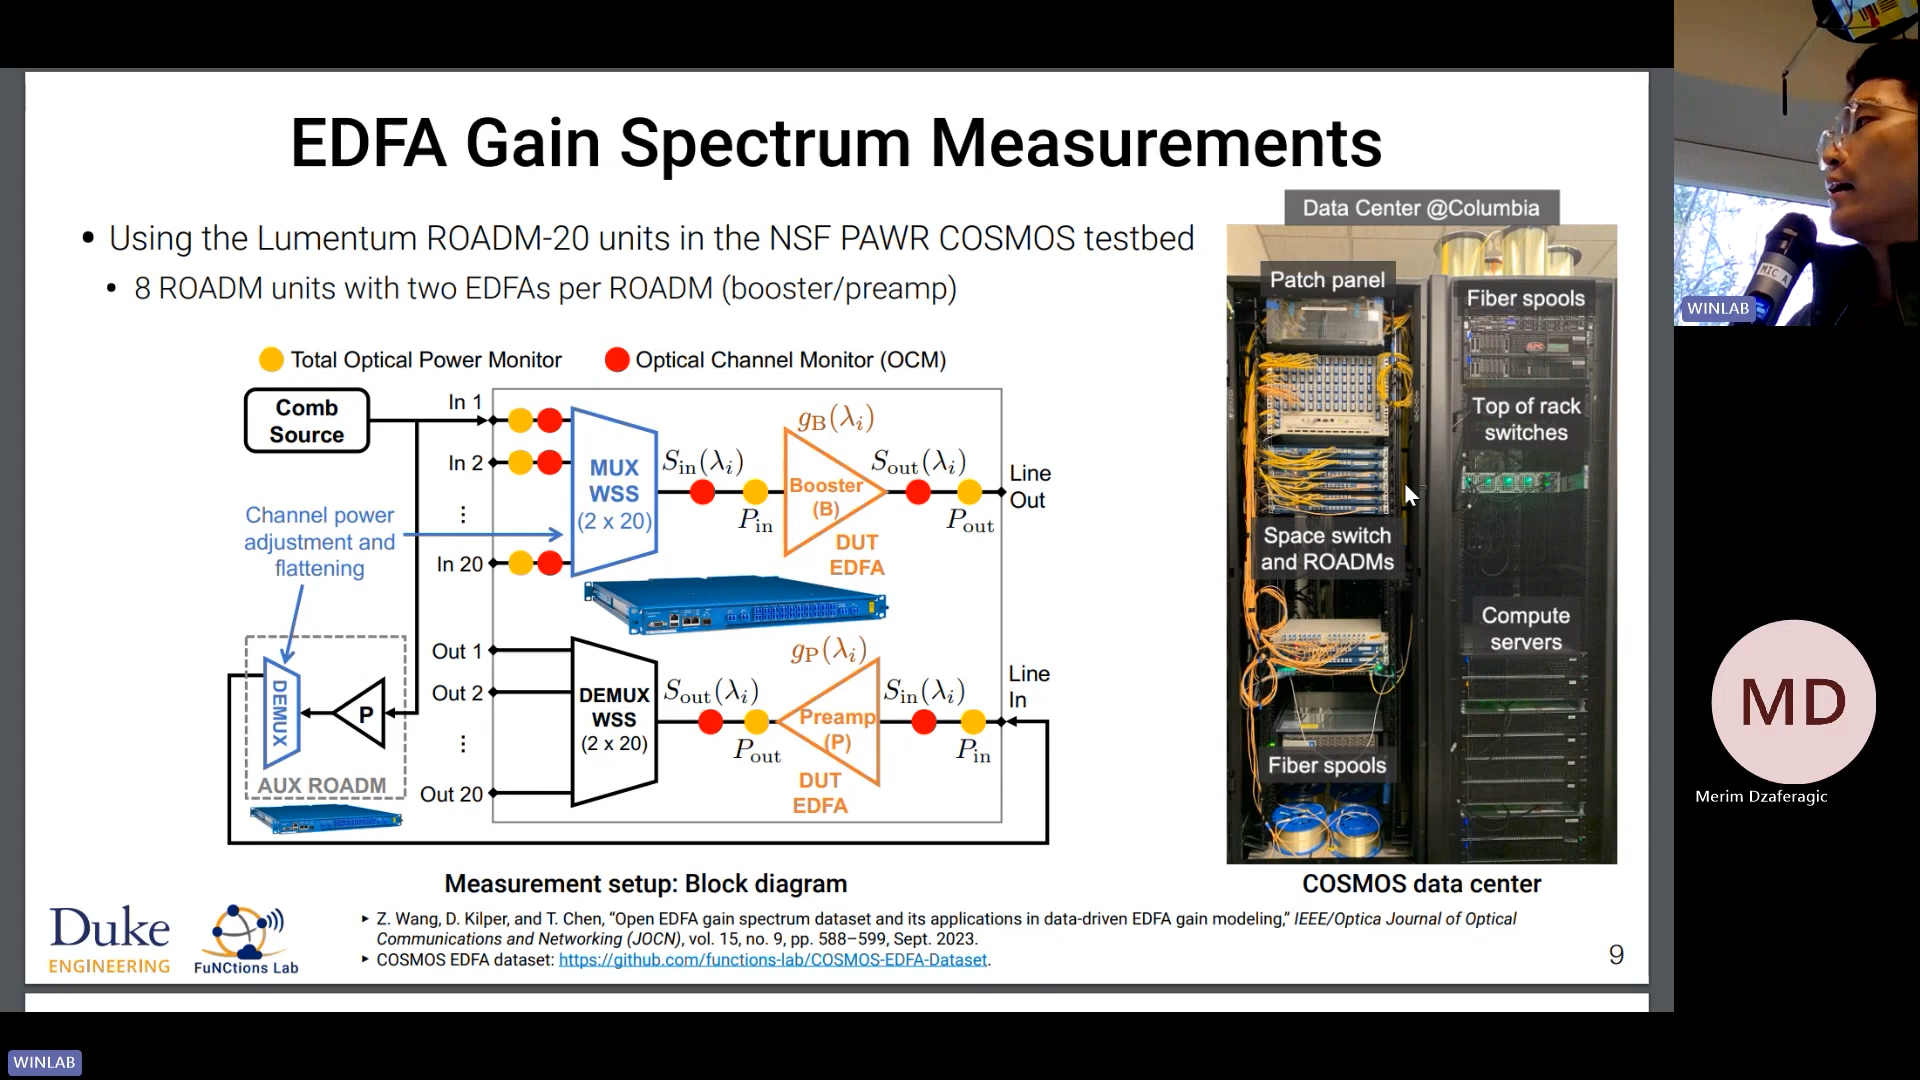 EDFA Gain Spectrum Measurements
• Using the Lumentum ROADM-20 units in the NSF PAWR COSMOS testbed
• 8 ROADM units with two EDFAs per ROADM (booster/preamp)
Total Optical Power Monitor
Optical Channel Monitor (OCM)
Comb
Source
In 1
In 2
⋮
In 20
MUX
WSS
(2 x 20)
S_in(λ_i)
P_in
g_B(λ_i)
Booster
(B)
DUT
EDFA
S_out(λ_i)
P_out
Line
Out
Channel power
adjustment and
flattening
DEMUX
P
AUX ROADM
Out 1
Out 2
⋮
Out 20
DEMUX
WSS
(2 x 20)
S_out(λ_i)
P_out
g_P(λ_i)
Preamp
(P)
DUT
EDFA
S_in(λ_i)
P_in
Line
In
Measurement setup: Block diagram
Data Center @Columbia
Patch panel
Fiber spools
Top of rack
switches
Space switch
and ROADMs
Compute
servers
Fiber spools
COSMOS data center
Duke
ENGINEERING
FuNCtions Lab
‣ Z. Wang, D. Kilper, and T. Chen, “Open EDFA gain spectrum dataset and its applications in data-driven EDFA gain modeling,” IEEE/Optica Journal of Optical
Communications and Networking (JOCN), vol. 15, no. 9, pp. 588–599, Sept. 2023.
‣ COSMOS EDFA dataset: https://github.com/functions-lab/COSMOS-EDFA-Dataset.
9
MIC A
WINLAB
MD
Merim Dzaferagic
WINLAB